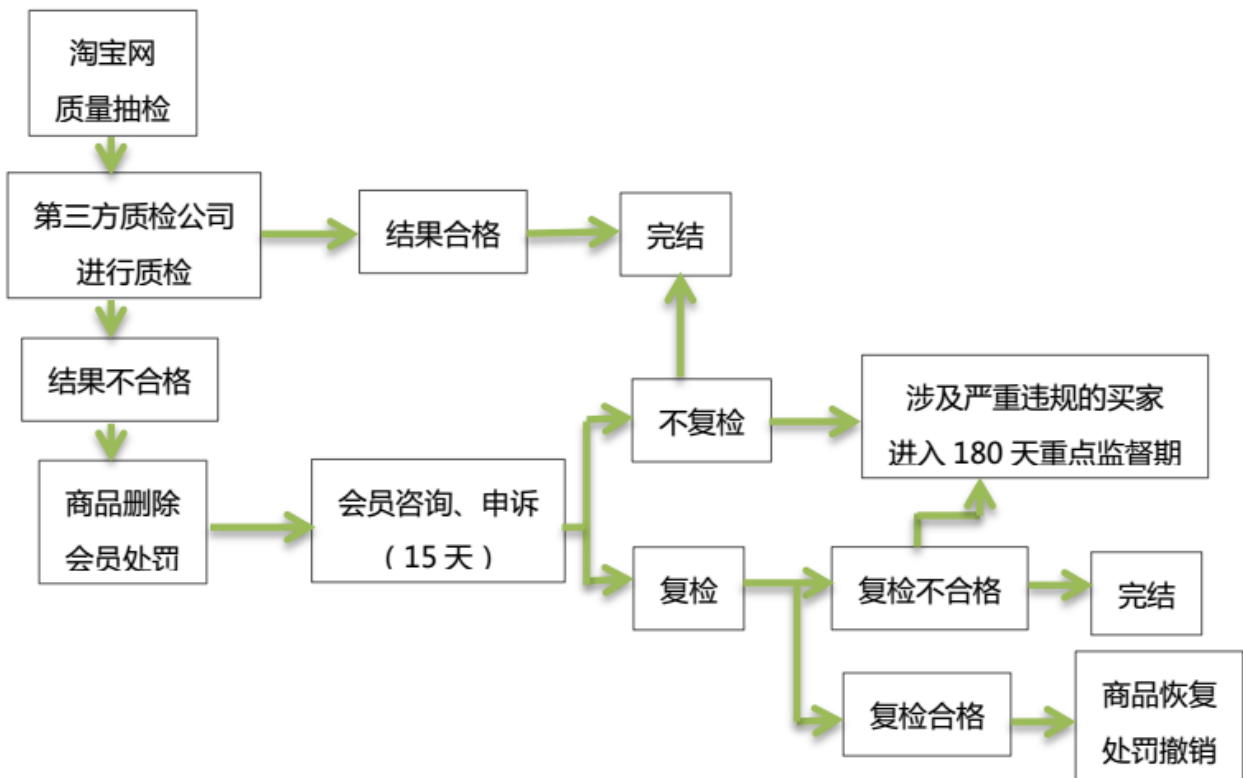 淘宝网
质量抽检
第三方质检公司
进行质检
结果合格
完结
结果不合格
不复检
涉及严重违规的买家
进入 180 天重点监督期
商品删除
会员处罚
会员咨询、申诉
（15 天）
复检
复检不合格
完结
复检合格
商品恢复
处罚撤销